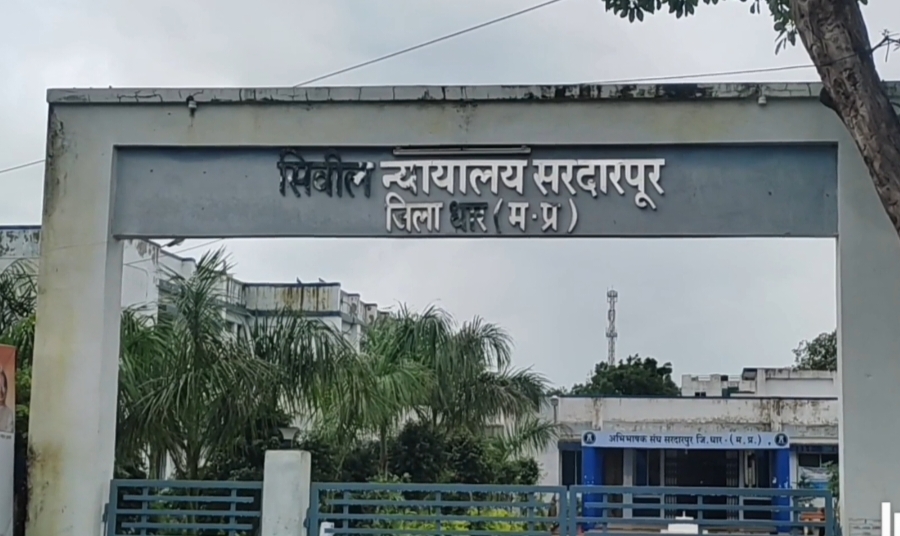 सिवील न्यायालय सरदारपूर
जिला धार (म.प्र)
अभिभाषक संघ सरदारपुर जि.धार-(म.प्र.)